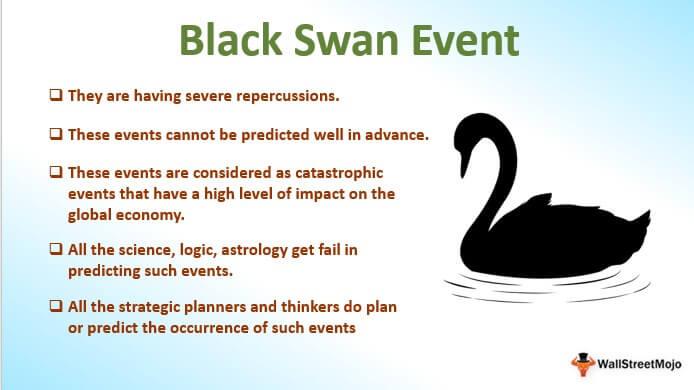 Black Swan Event
They are having severe repercussions.
These events cannot be predicted well in advance.
These events are considered as catastrophic
events that have a high level of impact on the
global economy.
All the science, logic, astrology get fail in
predicting such events.
All the strategic planners and thinkers do plan
or predict the occurrence of such events
WallStreetMojo